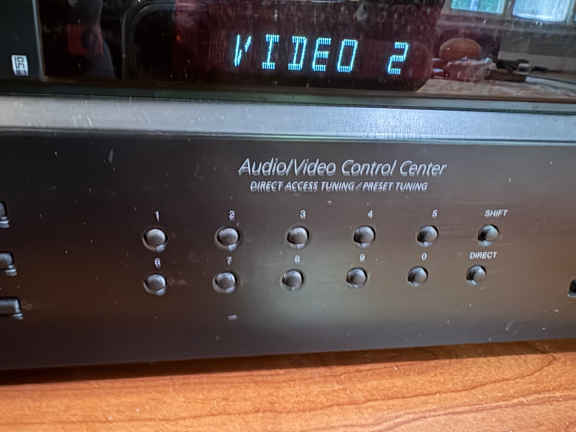 VIDEO 2
Audio/Video Control Center
DIRECT ACCESS TUNING / PRESET TUNING
1 2 3 4 5 SHIFT
6 7 8 9 0 DIRECT